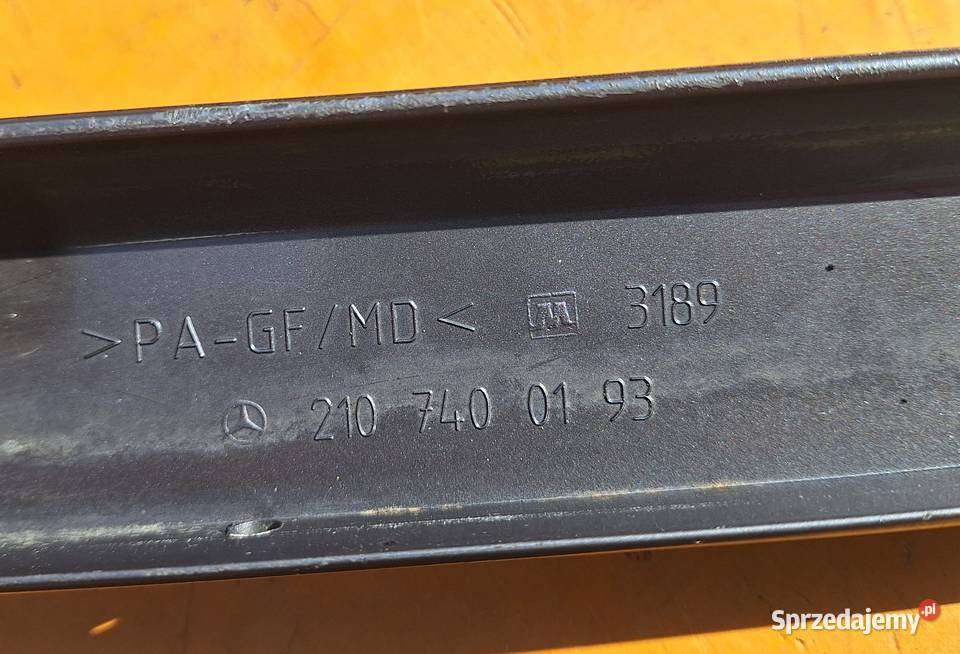 >PA-GF/MD< M 3189
210 740 01 93
Sprzedajemy.pl